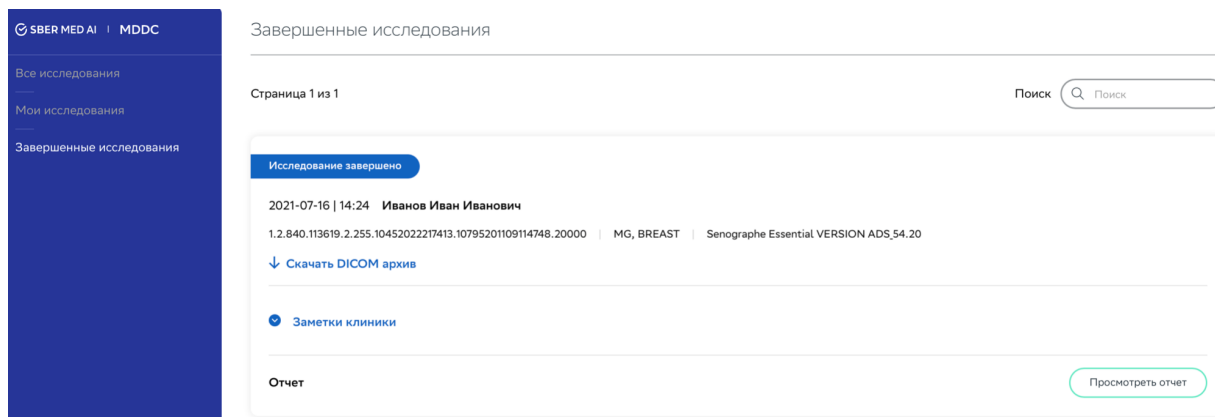 SBER MED AI | MDDC
Завершенные исследования
Все исследования
Мои исследования
Завершенные исследования
Страница 1 из 1
Поиск
Поиск
Исследование завершено
2021-07-16 | 14:24 Иванов Иван Иванович
1.2.840.113619.2.255.10452022217413.10795201109114748.20000 | MG, BREAST | Senographe Essential VERSION ADS_54.20
Скачать DICOM архив
Заметки клиники
Отчет
Просмотреть отчет